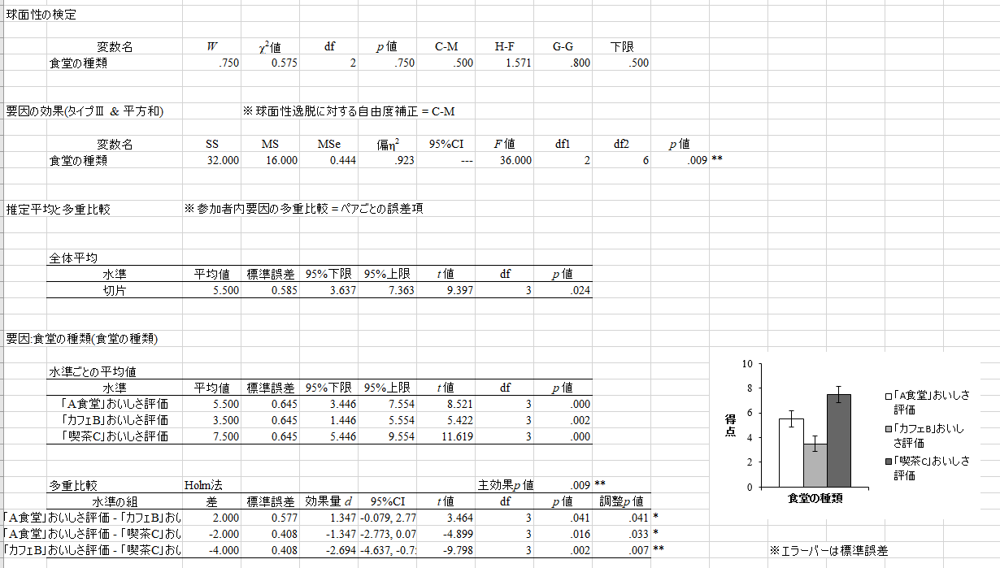 球面性の検定
変数名 W χ2値 df p 値 C-M H-F G-G 下限
食堂の種類 .750 0.575 2 .750 .500 1.571 .800 .500
要因の効果(タイプⅢ & 平方和) ※ 球面性逸脱に対する自由度補正 = C-M
変数名 SS MS MSe 偏η2 95%CI F 値 df1 df2 p 値
食堂の種類 32.000 16.000 0.444 .923 --- 36.000 2 6 .009 **
推定平均と多重比較 ※ 参加者内要因の多重比較 = ペアごとの誤差項
全体平均
水準 平均値 標準誤差 95%下限 95%上限 t 値 df p 値
切片 5.500 0.585 3.637 7.363 9.397 3 .024
要因:食堂の種類(食堂の種類)
水準ごとの平均値
水準 平均値 標準誤差 95%下限 95%上限 t 値 df p 値
「A食堂」おいしさ評価 5.500 0.645 3.446 7.554 8.521 3 .000
「カフェB」おいしさ評価 3.500 0.645 1.446 5.554 5.422 3 .002
「喫茶C」おいしさ評価 7.500 0.645 5.446 9.554 11.619 3 .000
多重比較 Holm法 主効果p 値 .009 **
水準の組 差 標準誤差 効果量 d 95%CI t 値 df p 値 調整p 値
「A食堂」おいしさ評価 - 「カフェB」おい 2.000 0.577 1.347 -0.079, 2.77 3.464 3 .041 .041 *
「A食堂」おいしさ評価 - 「喫茶C」おい -2.000 0.408 -1.347 -2.773, 0.07 -4.899 3 .016 .033 *
「カフェB」おいしさ評価 - 「喫茶C」おい -4.000 0.408 -2.694 -4.637, -0.7 -9.798 3 .002 .007 **
10
8
6
4
2
0
得点
食堂の種類
「A食堂」おいしさ
評価
「カフェB」おいし
さ評価
「喫茶C」おいしさ
評価
※エラーバーは標準誤差